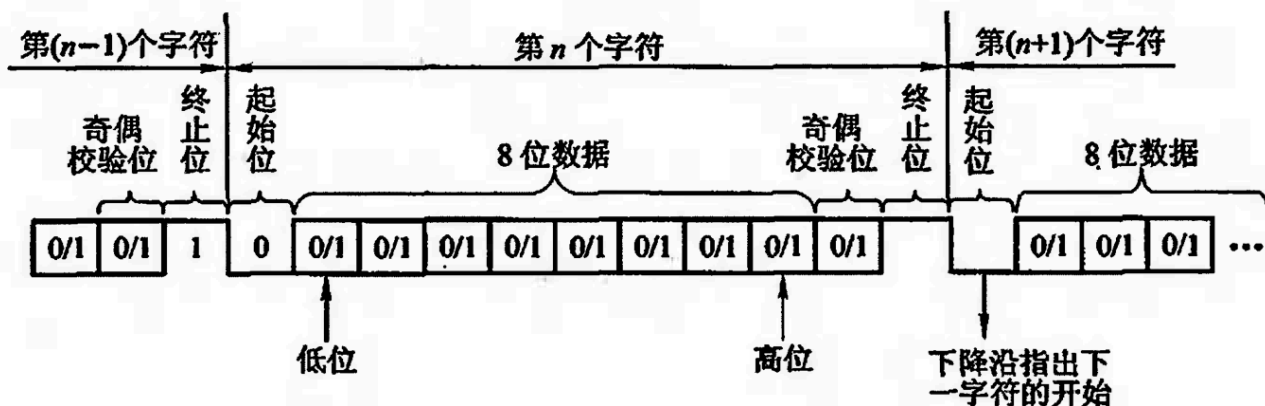 第(n-1)个字符
第 n 个字符
第(n+1)个字符
奇偶校验位
终止位
起始位
8 位数据
奇偶校验位
终止位
起始位
8 位数据
0/1 0/1 1 0 0/1 0/1 0/1 0/1 0/1 0/1 0/1 0/1 0/1 0/1 0/1 0/1 …
低位
高位
下降沿指出下
一字符的开始